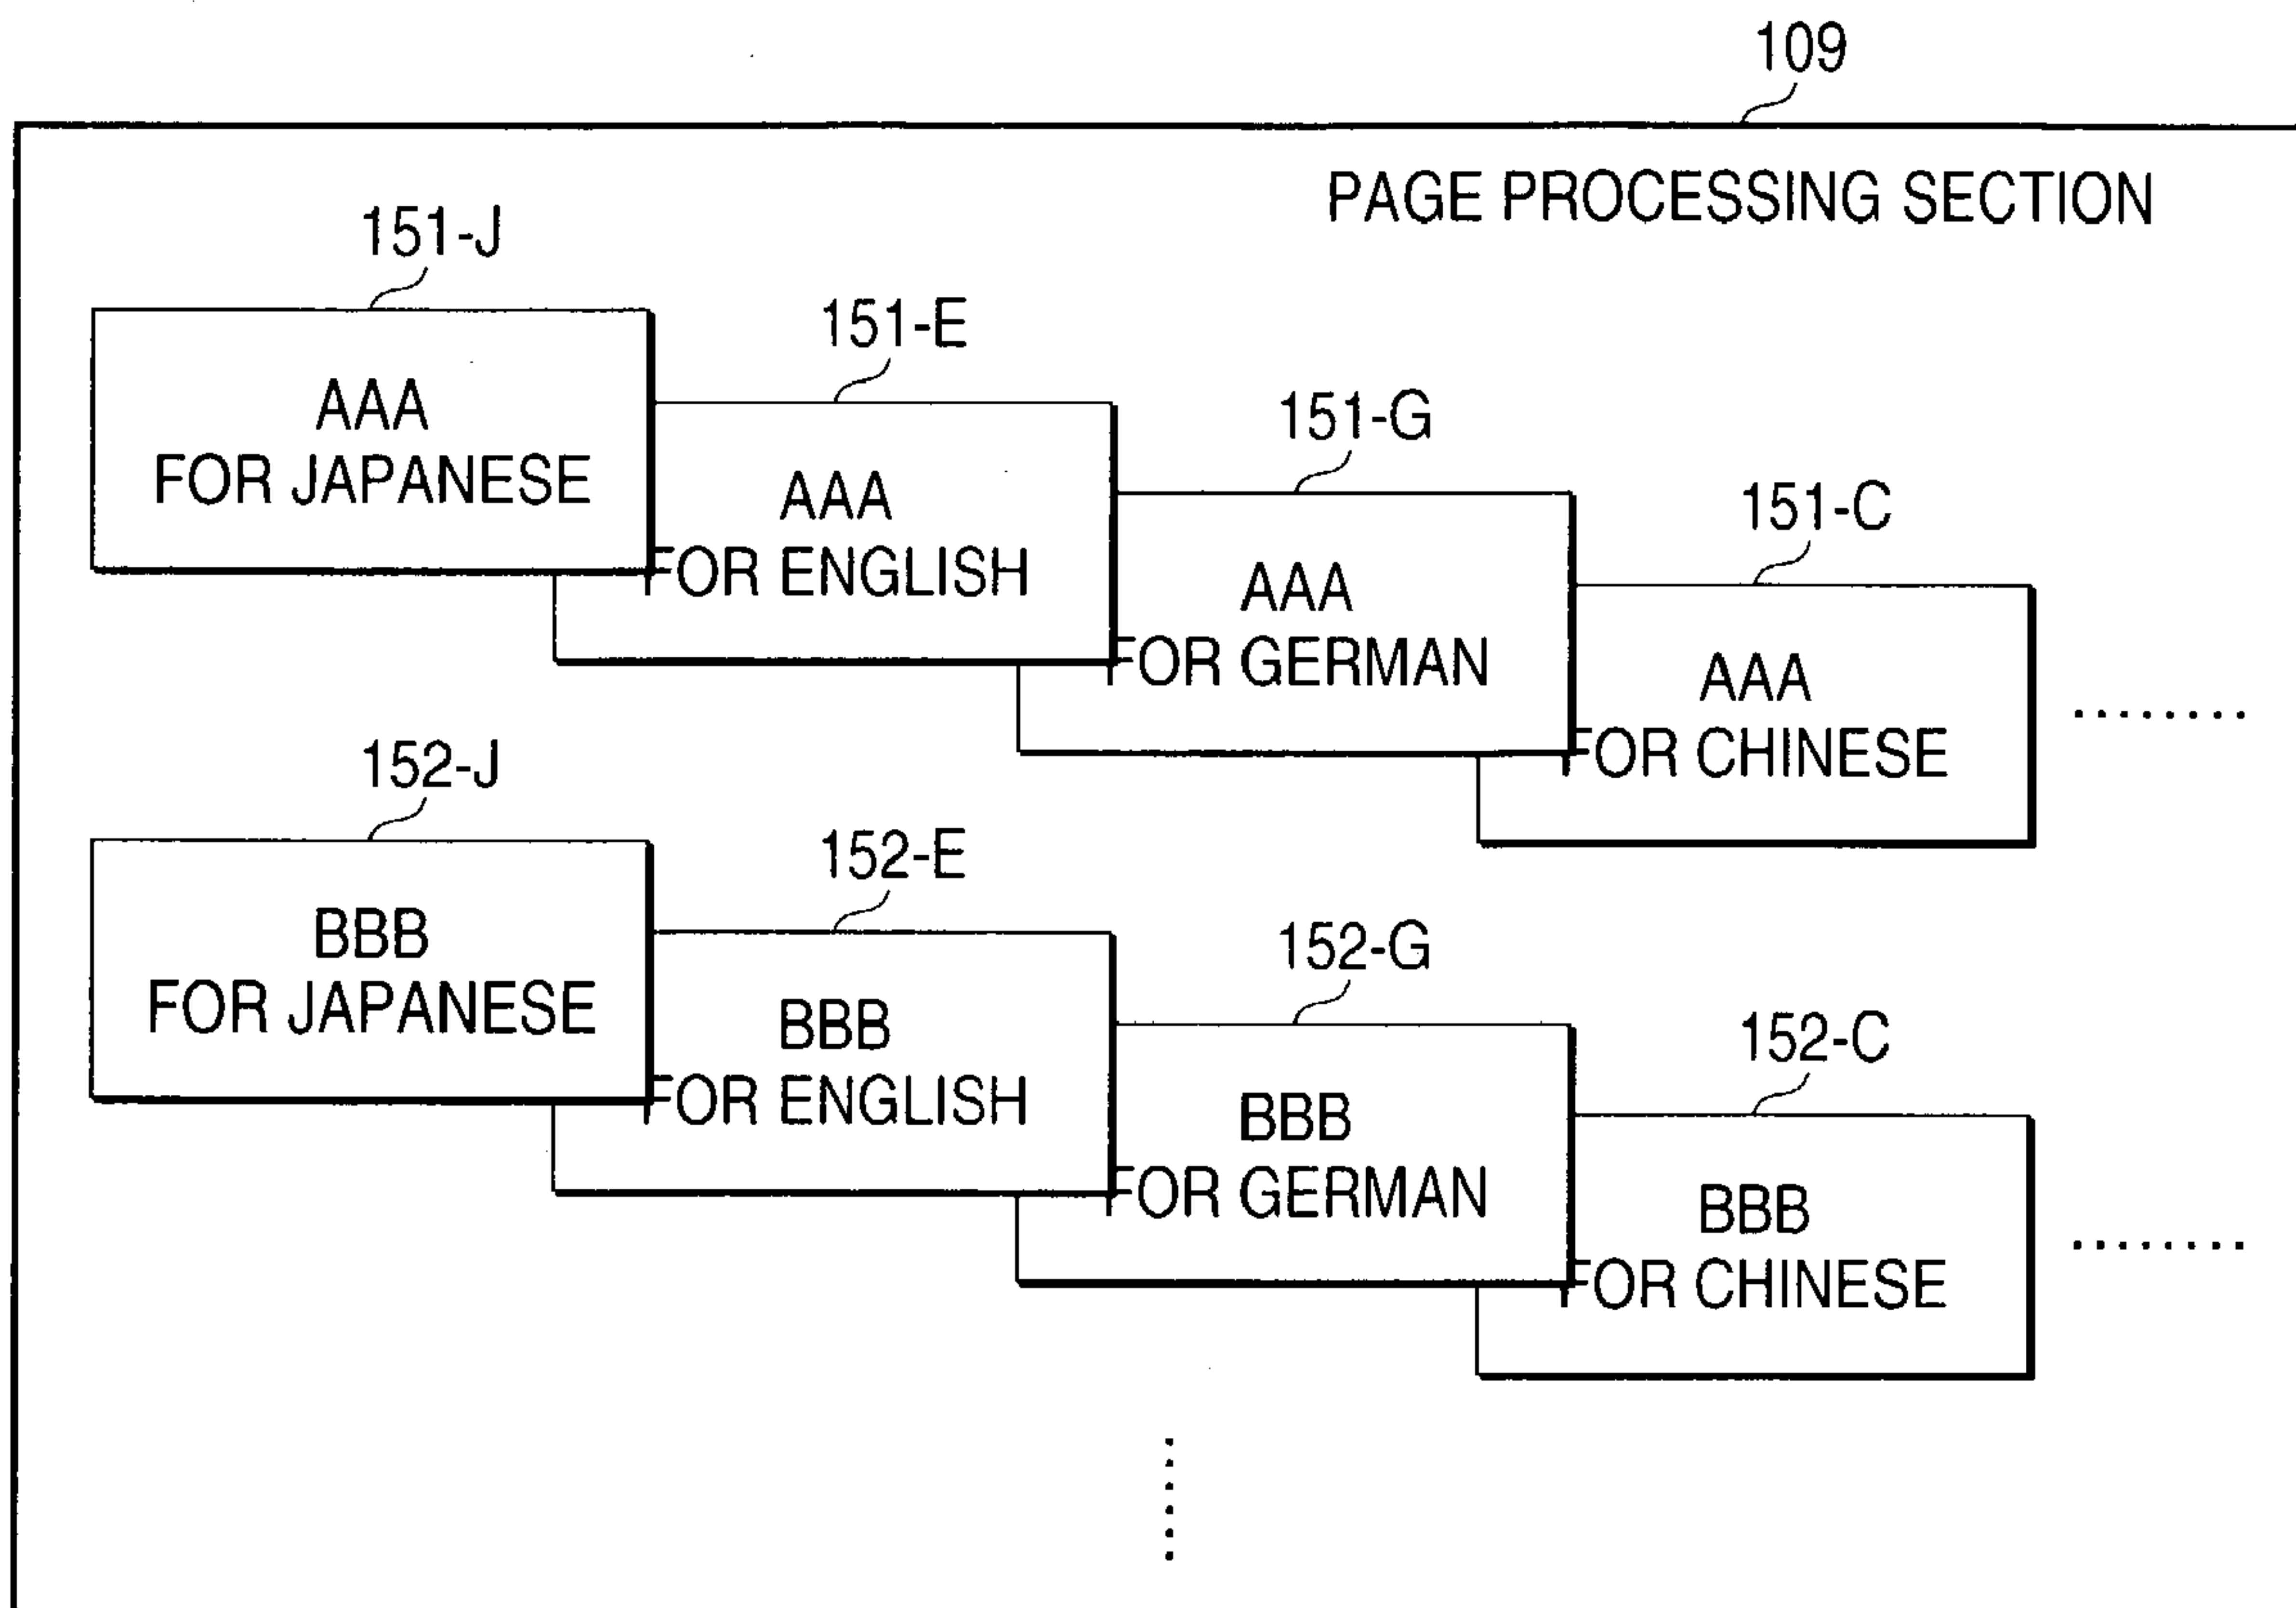 109
PAGE PROCESSING SECTION
151-J
AAA
FOR JAPANESE
151-E
AAA
FOR ENGLISH
151-G
AAA
FOR GERMAN
151-C
AAA
FOR CHINESE
........
152-J
BBB
FOR JAPANESE
152-E
BBB
FOR ENGLISH
152-G
BBB
FOR GERMAN
152-C
BBB
FOR CHINESE
........